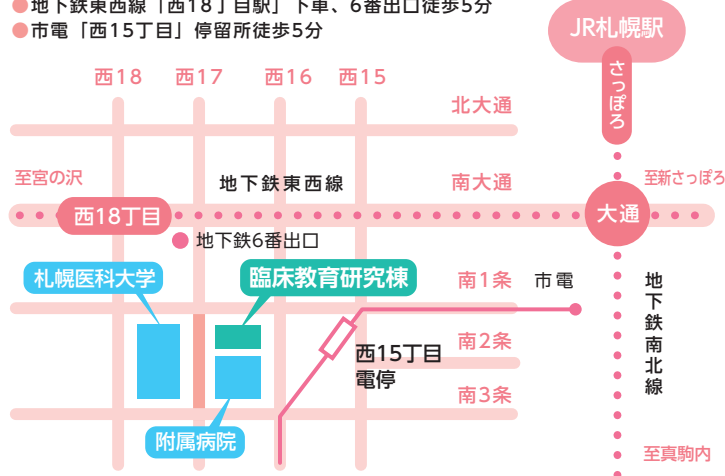 ●地下鉄東西線「西18丁目駅」下車、6番出口徒歩5分
●市電「西15丁目」停留所徒歩5分
JR札幌駅
さっぽろ
西18 西17 西16 西15
北大通
至宮の沢
地下鉄東西線
南大通
至新さっぽろ
西18丁目
大通
地下鉄6番出口
札幌医科大学
臨床教育研究棟
南1条
市電
地下鉄南北線
西15丁目
電停
南2条
南3条
附属病院
至真駒内